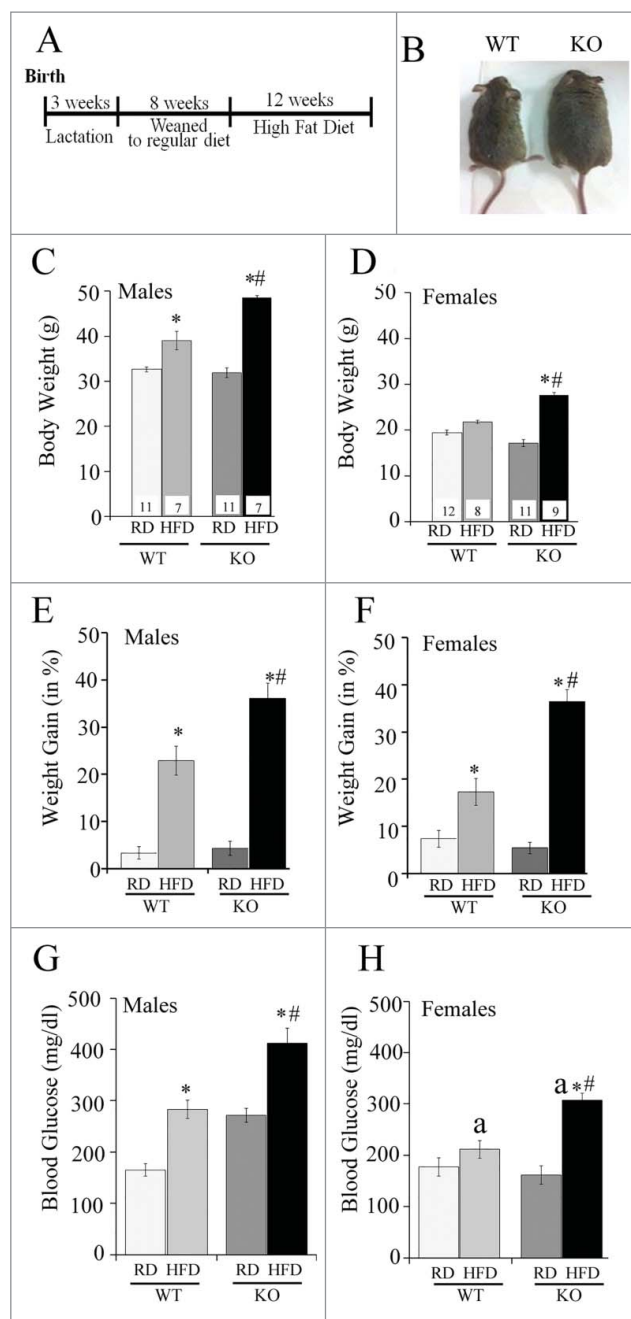 A
Birth
3 weeks 8 weeks 12 weeks
Lactation Weaned to regular diet High Fat Diet
B
WT KO
C
Males
Body Weight (g)
50
40
30
20
10
0
*
*#
11 7 11 7
RD HFD RD HFD
WT KO
D
Females
Body Weight (g)
50
40
30
20
10
0
*#
12 8 11 9
RD HFD RD HFD
WT KO
E
Males
Weight Gain (in %)
50
40
30
20
10
0
*
*#
RD HFD RD HFD
WT KO
F
Females
Weight Gain (in %)
50
40
30
20
10
0
*
*#
RD HFD RD HFD
WT KO
G
Males
Blood Glucose (mg/dl)
500
400
300
200
100
0
*
*#
RD HFD RD HFD
WT KO
H
Females
Blood Glucose (mg/dl)
500
400
300
200
100
0
a
a*#
RD HFD RD HFD
WT KO